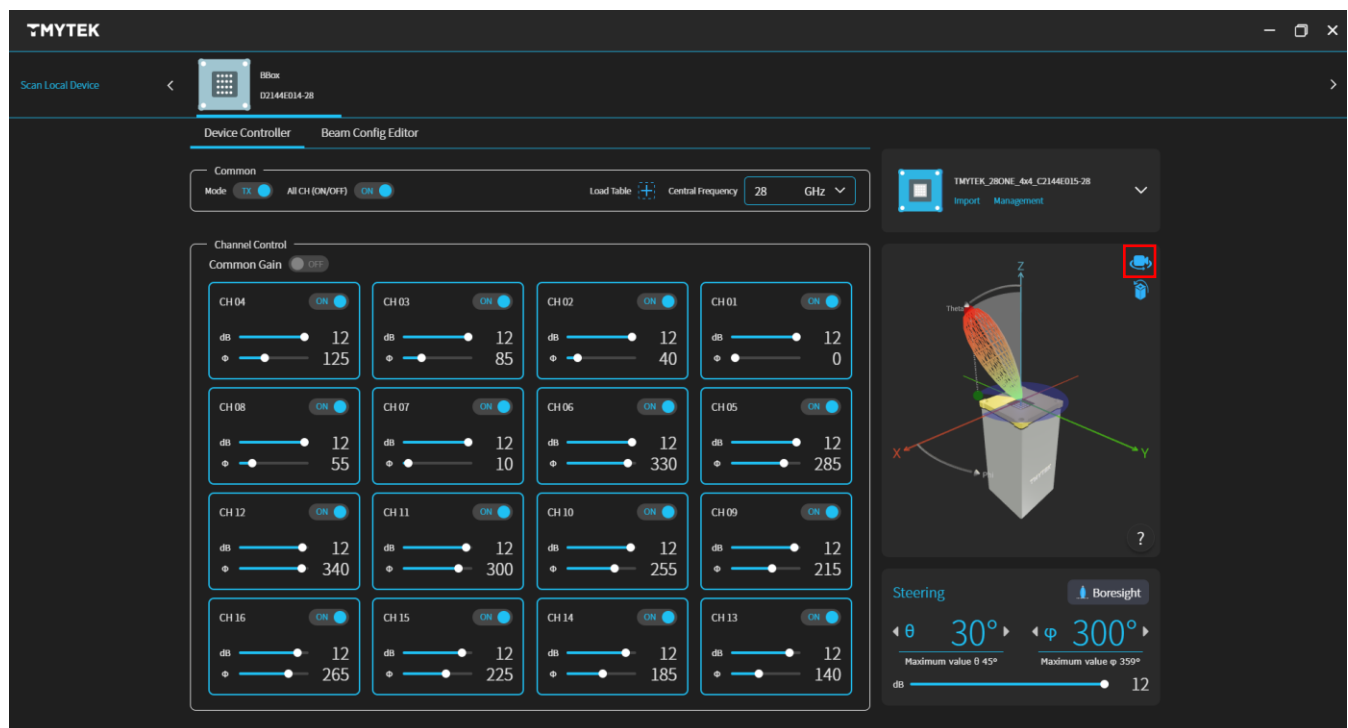 TMYTEK
Scan Local Device
BBox
D2144E014-28
Device Controller Beam Config Editor
Common
Mode TX All CH (ON/OFF) ON Load Table Central Frequency 28 GHz
TMYTEK_28ONE_4x4_C2144E015-28
Import Management
Channel Control
Common Gain OFF
CH 04 ON CH 03 ON CH 02 ON CH 01 ON
dB 12 dB 12 dB 12 dB 12
Φ 125 Φ 85 Φ 40 Φ 0
CH 08 ON CH 07 ON CH 06 ON CH 05 ON
dB 12 dB 12 dB 12 dB 12
Φ 55 Φ 10 Φ 330 Φ 285
CH 12 ON CH 11 ON CH 10 ON CH 09 ON
dB 12 dB 12 dB 12 dB 12
Φ 340 Φ 300 Φ 255 Φ 215
CH 16 ON CH 15 ON CH 14 ON CH 13 ON
dB 12 dB 12 dB 12 dB 12
Φ 265 Φ 225 Φ 185 Φ 140
Z
Theta
X
Y
PHI
TMYTEK
?
Steering Boresight
θ 30° φ 300°
Maximum value θ 45° Maximum value φ 359°
dB 12